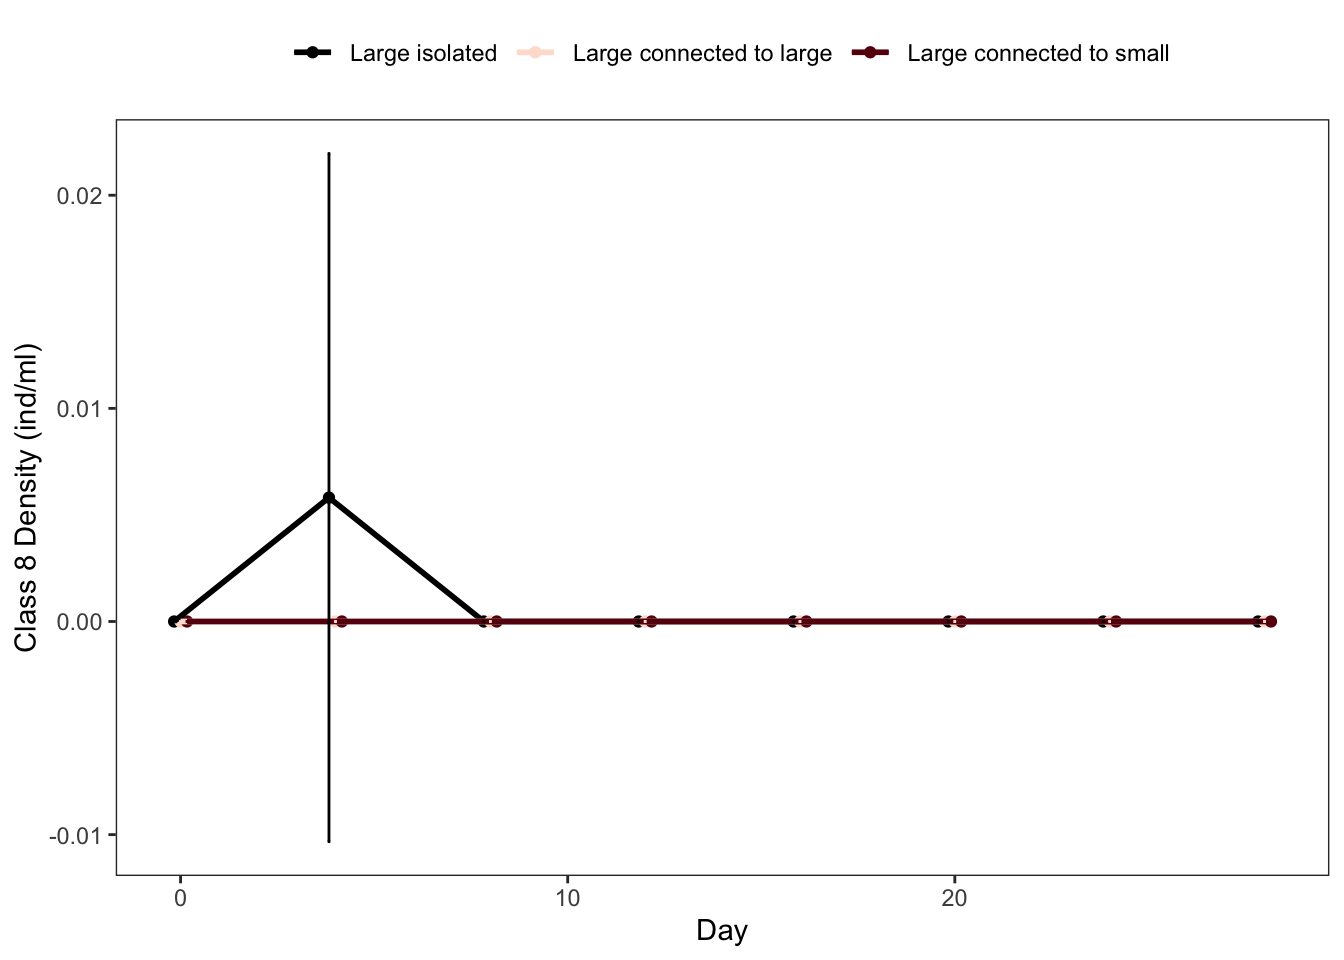 Large isolated Large connected to large Large connected to small
0.02
0.01
0.00
-0.01
Class 8 Density (ind/ml)
0 10 20
Day